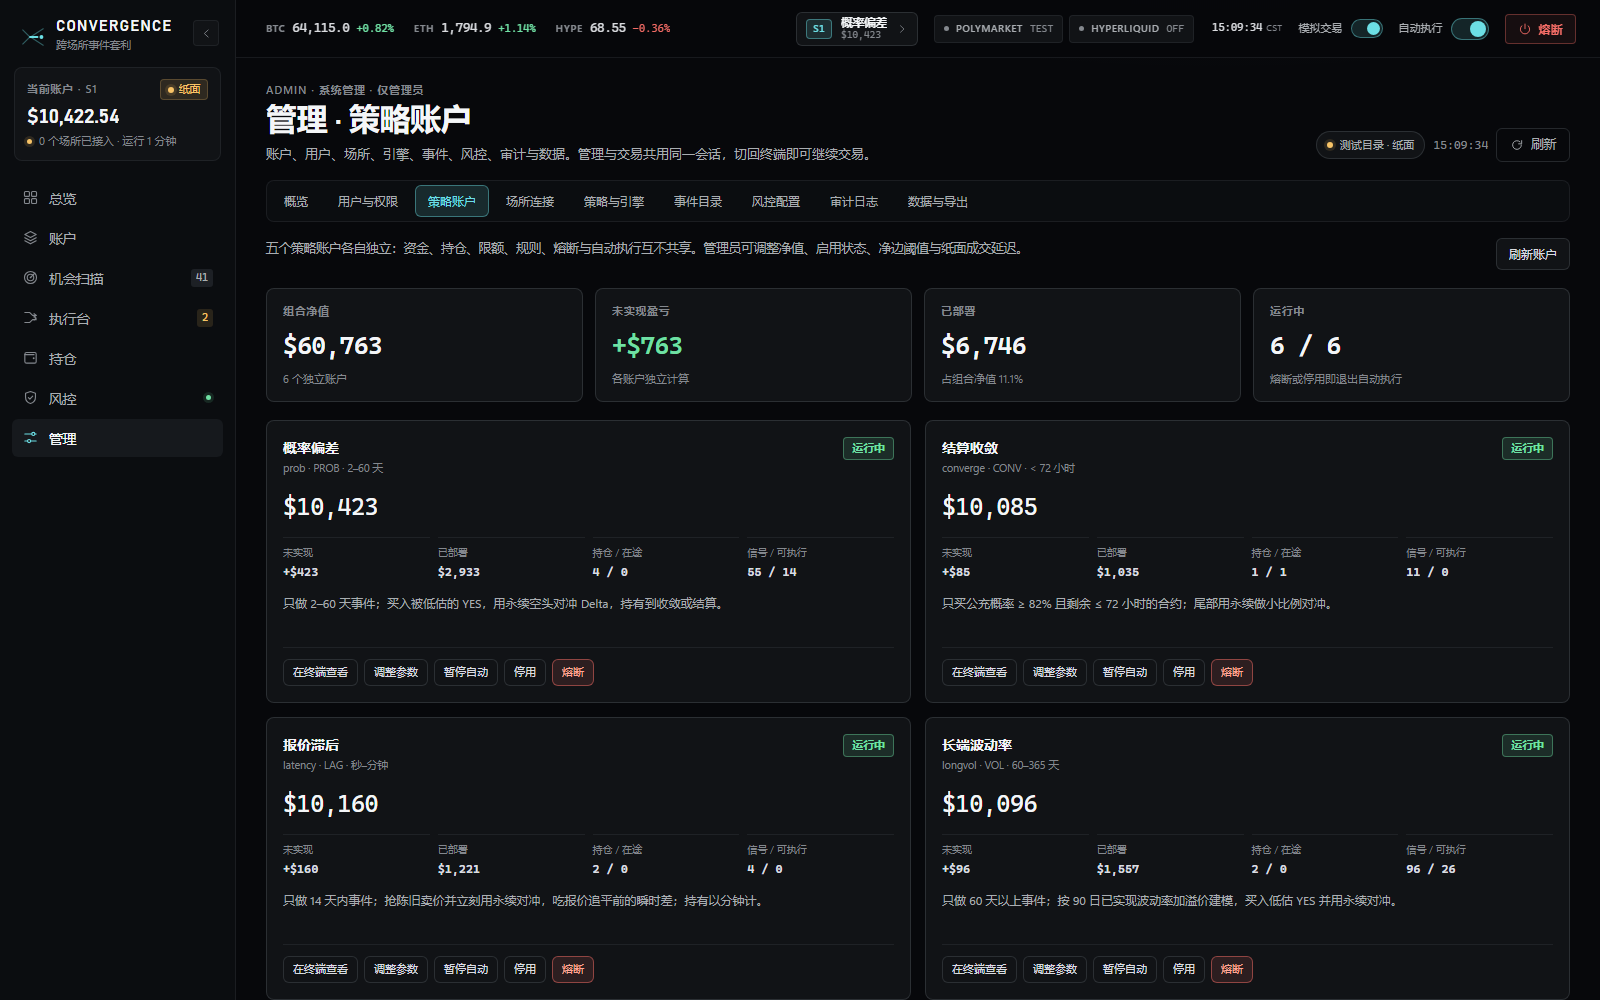 CONVERGENCE
跨场所事件套利
当前账户 · S1
纸面
$10,422.54
0 个场所已接入 · 运行 1 分钟
总览
账户
机会扫描 41
执行台 2
持仓
风控
管理
BTC 64,115.0 +0.82% ETH 1,794.9 +1.14% HYPE 68.55 −0.36%
S1 概率偏差
$10,423
POLYMARKET TEST
HYPERLIQUID OFF
15:09:34 CST
模拟交易
自动执行
熔断
ADMIN · 系统管理 · 仅管理员
管理 · 策略账户
账户、用户、场所、引擎、事件、风控、审计与数据。管理与交易共用同一会话，切回终端即可继续交易。
测试目录 · 纸面
15:09:34
刷新
概览 用户与权限 策略账户 场所连接 策略与引擎 事件目录 风控配置 审计日志 数据与导出
五个策略账户各自独立：资金、持仓、限额、规则、熔断与自动执行互不共享。管理员可调整净值、启用状态、净边阈值与纸面成交延迟。
刷新账户
组合净值
$60,763
6 个独立账户
未实现盈亏
+$763
各账户独立计算
已部署
$6,746
占组合净值 11.1%
运行中
6 / 6
熔断或停用即退出自动执行
概率偏差
运行中
prob · PROB · 2–60 天
$10,423
未实现 已部署 持仓 / 在途 信号 / 可执行
+$423 $2,933 4 / 0 55 / 14
只做 2–60 天事件；买入被低估的 YES，用永续空头对冲 Delta，持有到收敛或结算。
在终端查看 调整参数 暂停自动 停用 熔断
结算收敛
运行中
converge · CONV · < 72 小时
$10,085
未实现 已部署 持仓 / 在途 信号 / 可执行
+$85 $1,035 1 / 1 11 / 0
只买公允概率 ≥ 82% 且剩余 ≤ 72 小时的合约；尾部用永续做小比例对冲。
在终端查看 调整参数 暂停自动 停用 熔断
报价滞后
运行中
latency · LAG · 秒–分钟
$10,160
未实现 已部署 持仓 / 在途 信号 / 可执行
+$160 $1,221 2 / 0 4 / 0
只做 14 天内事件；抢陈旧卖价并立刻用永续对冲，吃报价追平前的瞬时差；持有以分钟计。
在终端查看 调整参数 暂停自动 停用 熔断
长端波动率
运行中
longvol · VOL · 60–365 天
$10,096
未实现 已部署 持仓 / 在途 信号 / 可执行
+$96 $1,557 2 / 0 96 / 26
只做 60 天以上事件；按 90 日已实现波动率加溢价建模，买入低估 YES 并用永续对冲。
在终端查看 调整参数 暂停自动 停用 熔断